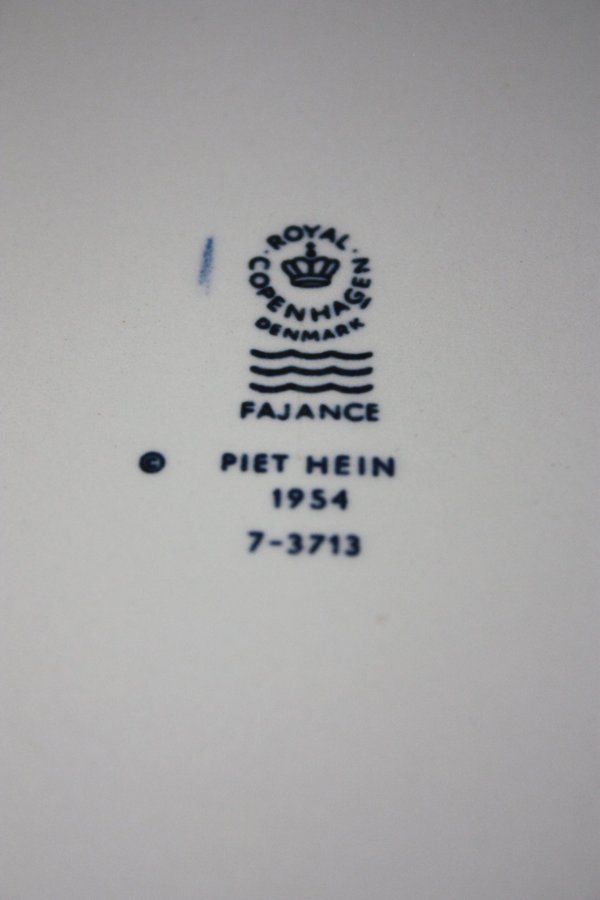 ROYAL
COPENHAGEN
DENMARK
FAJANCE
© PIET HEIN
1954
7-3713